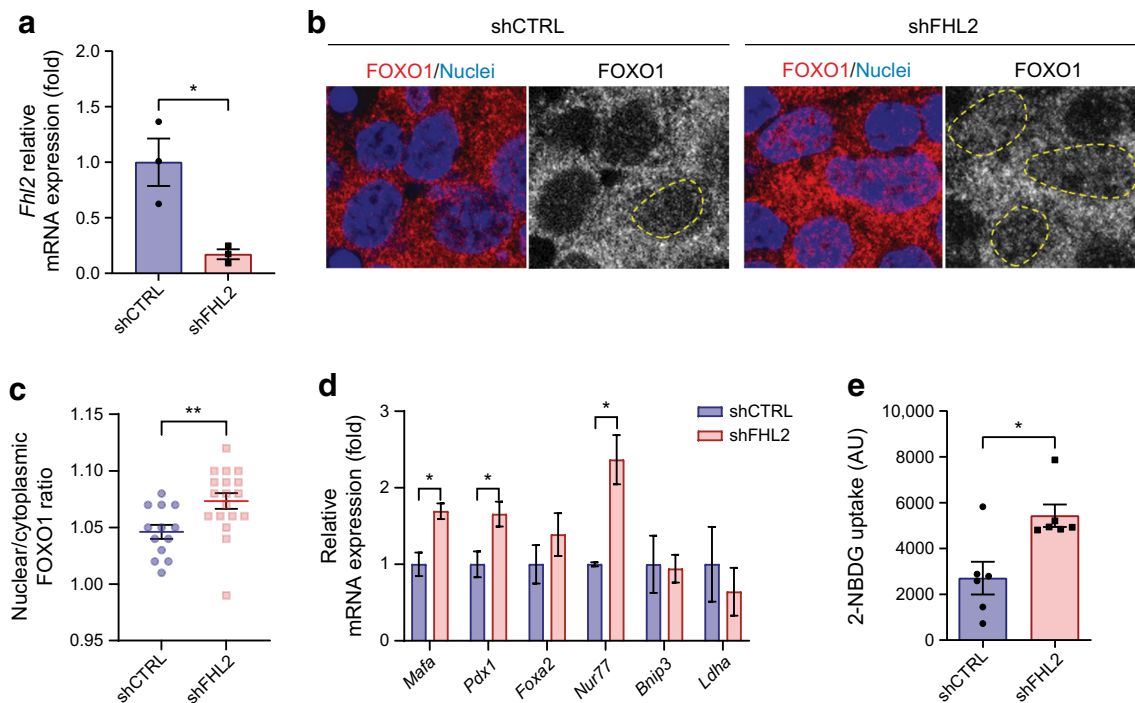 a
Fhl2 relative
mRNA expression (fold)
2.0
1.5
1.0
0.5
0.0
*
shCTRL
shFHL2
b
shCTRL
shFHL2
FOXO1/Nuclei
FOXO1
FOXO1/Nuclei
FOXO1
c
Nuclear/cytoplasmic
FOXO1 ratio
1.15
1.10
1.05
1.00
0.95
**
shCTRL
shFHL2
d
Relative
mRNA expression (fold)
3
2
1
0
*
*
*
shCTRL
shFHL2
Mafa
Pdx1
Foxa2
Nur77
Bnip3
Ldha
e
2-NBDG uptake (AU)
10,000
8000
6000
4000
2000
0
*
shCTRL
shFHL2